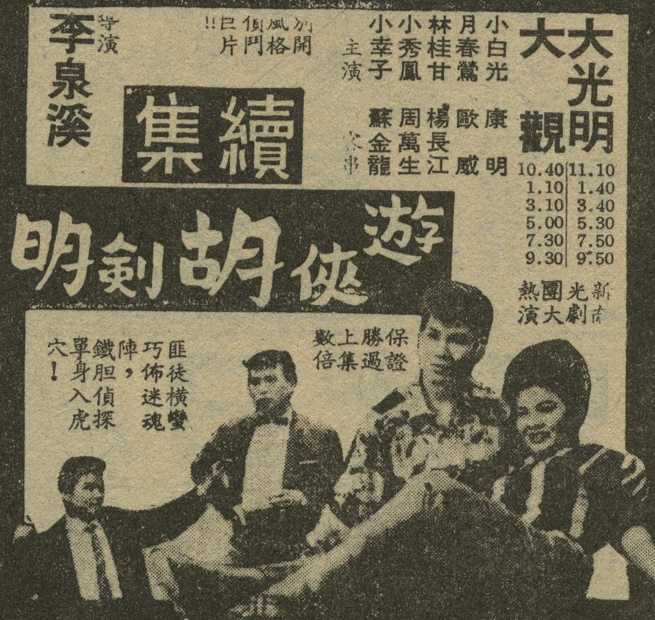 大光明
大觀
11.10
1.40
3.40
5.30
7.50
9.50
10.40
1.10
3.10
5.00
7.30
9.30
新南
光劇
團大
熱演
小白光 康明
月春鶯 歐威
林桂甘 楊長江
小秀鳳 周萬生
小幸子 蘇金龍
主演 客串
別開
風格
偵鬥
巨片!!
導演
李泉溪
續集
遊俠胡劍明
保證
勝過
上集
數倍
匪徒橫蠻
巧佈迷魂
陣，
鐵胆偵探
單身入虎
穴！